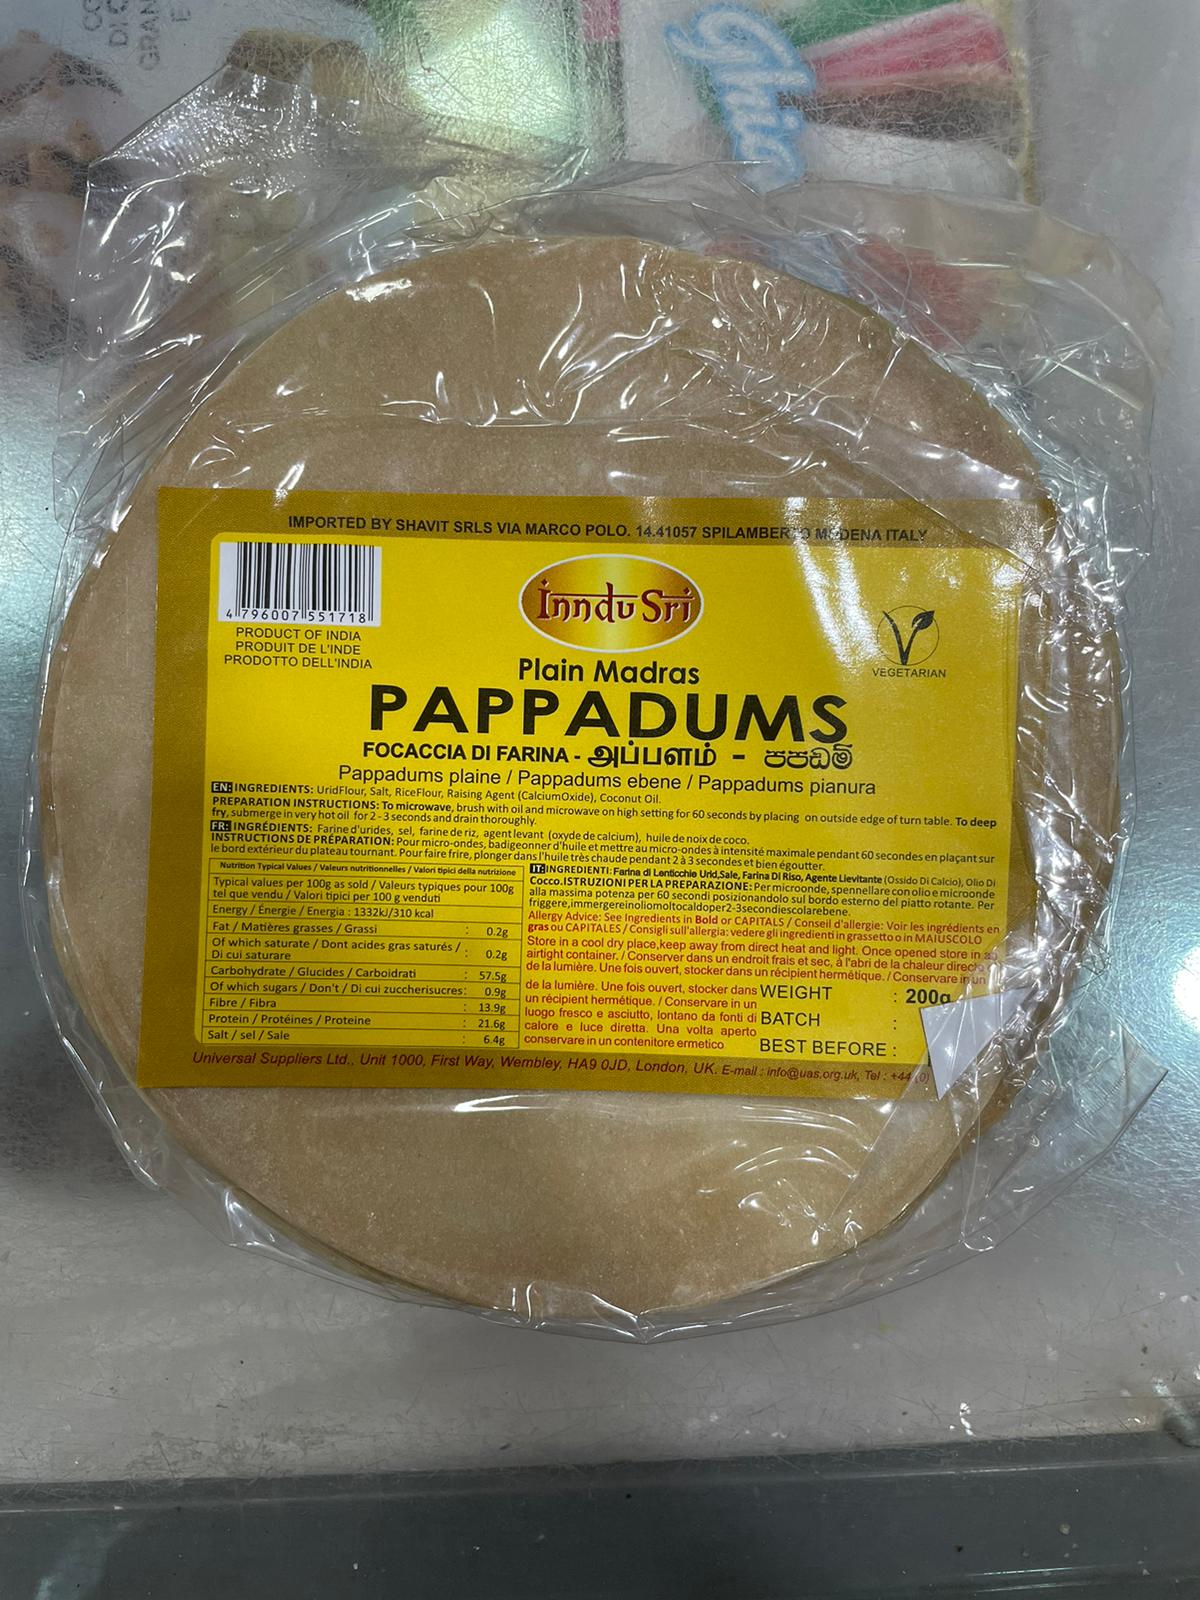 CO
DI C
GRAN
E
Ghio
IMPORTED BY SHAVIT SRLS VIA MARCO POLO. 14.41057 SPILAMBERTO MODENA ITALY
4 796007 551718
PRODUCT OF INDIA
PRODUIT DE L'INDE
PRODOTTO DELL'INDIA
İnndu Sri
VEGETARIAN
Plain Madras
PAPPADUMS
FOCACCIA DI FARINA - அப்பளம் - පපඩම්
Pappadums plaine / Pappadums ebene / Pappadums pianura
EN: INGREDIENTS: UridFlour, Salt, RiceFlour, Raising Agent (CalciumOxide), Coconut Oil.
PREPARATION INSTRUCTIONS: To microwave, brush with oil and microwave on high setting for 60 seconds by placing on outside edge of turn table. To deep
fry, submerge in very hot oil for 2 - 3 seconds and drain thoroughly.
FR: INGRÉDIENTS: Farine d'urides, sel, farine de riz, agent levant (oxyde de calcium), huile de noix de coco.
INSTRUCTIONS DE PRÉPARATION: Pour micro-ondes, badigeonner d'huile et mettre au micro-ondes à intensité maximale pendant 60 secondes en plaçant sur
le bord extérieur du plateau tournant. Pour faire frire, plonger dans l'huile très chaude pendant 2 à 3 secondes et bien égoutter.
Nutrition Typical Values / Valeurs nutritionnelles / Valori tipici della nutrizione
Typical values per 100g as sold / Valeurs typiques pour 100g
tel que vendu / Valori tipici per 100 g venduti
Energy / Énergie / Energia : 1332kJ/310 kcal
Fat / Matières grasses / Grassi : 0.2g
Of which saturate / Dont acides gras saturés /
Di cui saturare : 0.2g
Carbohydrate / Glucides / Carboidrati : 57.5g
Of which sugars / Don't / Di cui zuccherisucres: 0.9g
Fibre / Fibra : 13.9g
Protein / Protéines / Proteine : 21.6g
Salt / sel / Sale : 6.4g
IT: INGREDIENTI: Farina di Lenticchie Urid,Sale, Farina Di Riso, Agente Lievitante (Ossido Di Calcio), Olio Di
Cocco.ISTRUZIONI PER LA PREPARAZIONE: Per microonde, spennellare con olio e microonde
alla massima potenza per 60 secondi posizionandolo sul bordo esterno del piatto rotante. Per
friggere,immergereinoliomoltocaldoper2-3secondiescolarebene.
Allergy Advice: See Ingredients in Bold or CAPITALS / Conseil d'allergie: Voir les ingrédients en
gras ou CAPITALES / Consigli sull'allergia: vedere gli ingredienti in grassetto o in MAIUSCOLO
Store in a cool dry place,keep away from direct heat and light. Once opened store in an
airtight container. / Conserver dans un endroit frais et sec, à l'abri de la chaleur directe
de la lumière. Une fois ouvert, stocker dans un récipient hermétique. / Conservare in un
de la lumière. Une fois ouvert, stocker dans
un récipient hermétique. / Conservare in un
luogo fresco e asciutto, lontano da fonti di
calore e luce diretta. Una volta aperto
conservare in un contenitore ermetico
WEIGHT : 200g
BATCH :
BEST BEFORE :
Universal Suppliers Ltd., Unit 1000, First Way, Wembley, HA9 0JD, London, UK. E-mail : info@uas.org.uk, Tel : +44 (0)